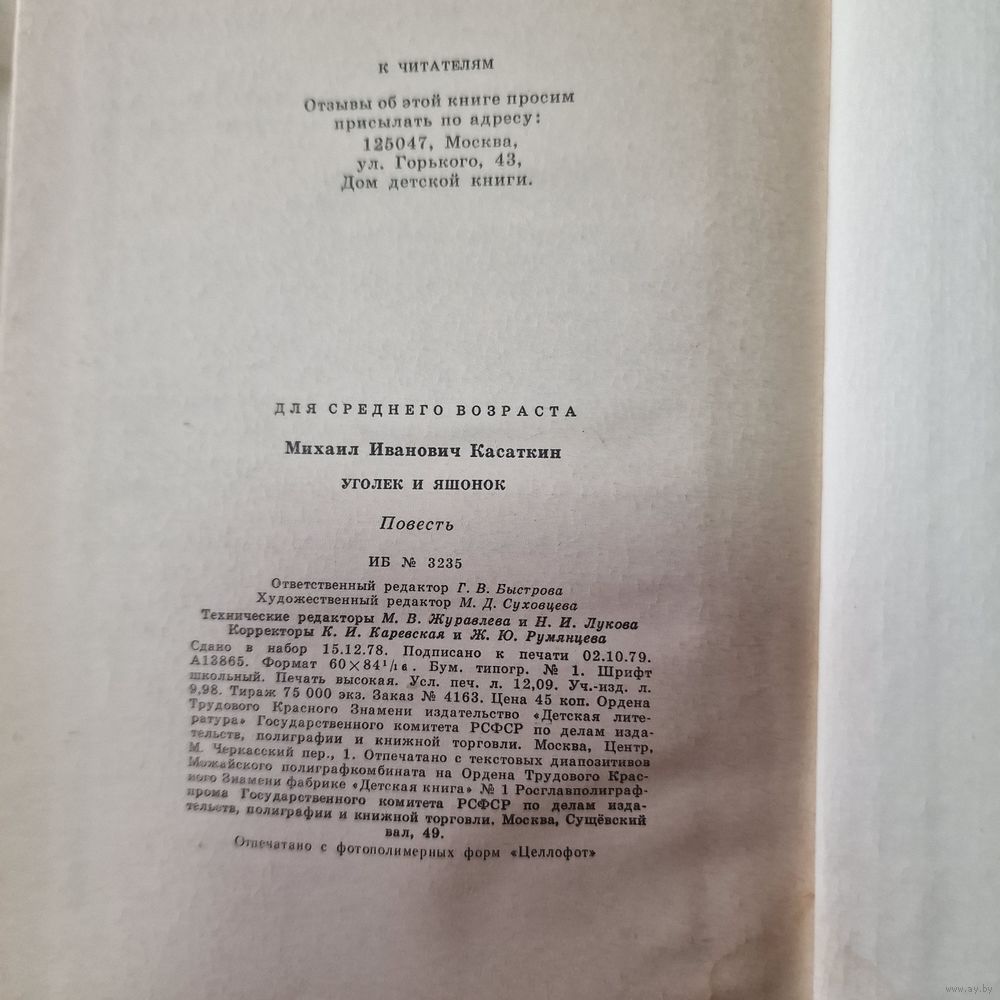 К ЧИТАТЕЛЯМ
Отзывы об этой книге просим
присылать по адресу:
125047, Москва,
ул. Горького, 43,
Дом детской книги.
ДЛЯ СРЕДНЕГО ВОЗРАСТА
Михаил Иванович Касаткин
УГОЛЕК И ЯШОНОК
Повесть
ИБ № 3235
Ответственный редактор Г. В. Быстрова
Художественный редактор М. Д. Суховцева
Технические редакторы М. В. Журавлева и Н. И. Лукова
Корректоры К. И. Каревская и Ж. Ю. Румянцева
Сдано в набор 15.12.78. Подписано к печати 02.10.79.
А13865. Формат 60×84¹/₁₆. Бум. типогр. № 1. Шрифт
школьный. Печать высокая. Усл. печ. л. 12,09. Уч.-изд. л.
9,98. Тираж 75 000 экз. Заказ № 4163. Цена 45 коп. Ордена
Трудового Красного Знамени издательство «Детская лите-
ратура» Государственного комитета РСФСР по делам изда-
тельств, полиграфии и книжной торговли. Москва, Центр,
М. Черкасский пер., 1. Отпечатано с текстовых диапозитивов
Можайского полиграфкомбината на Ордена Трудового Крас-
ного Знамени фабрике «Детская книга» № 1 Росглавполиграф-
прома Государственного комитета РСФСР по делам изда-
тельств, полиграфии и книжной торговли. Москва, Сущёвский
вал, 49.
Отпечатано с фотополимерных форм «Целлофот»
www.ay.by